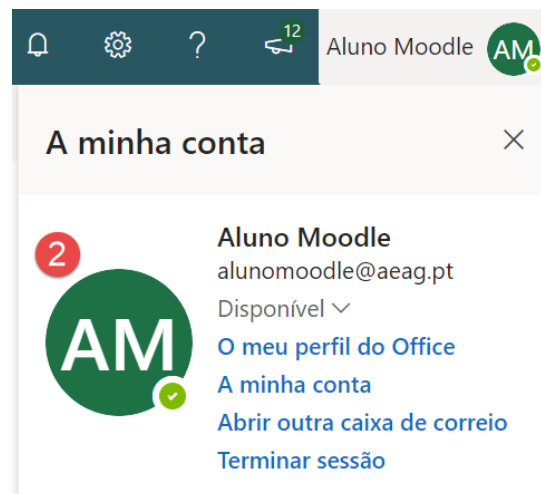 12
Aluno Moodle
AM
A minha conta
2
AM
Aluno Moodle
alunomoodle@aeag.pt
Disponível
O meu perfil do Office
A minha conta
Abrir outra caixa de correio
Terminar sessão